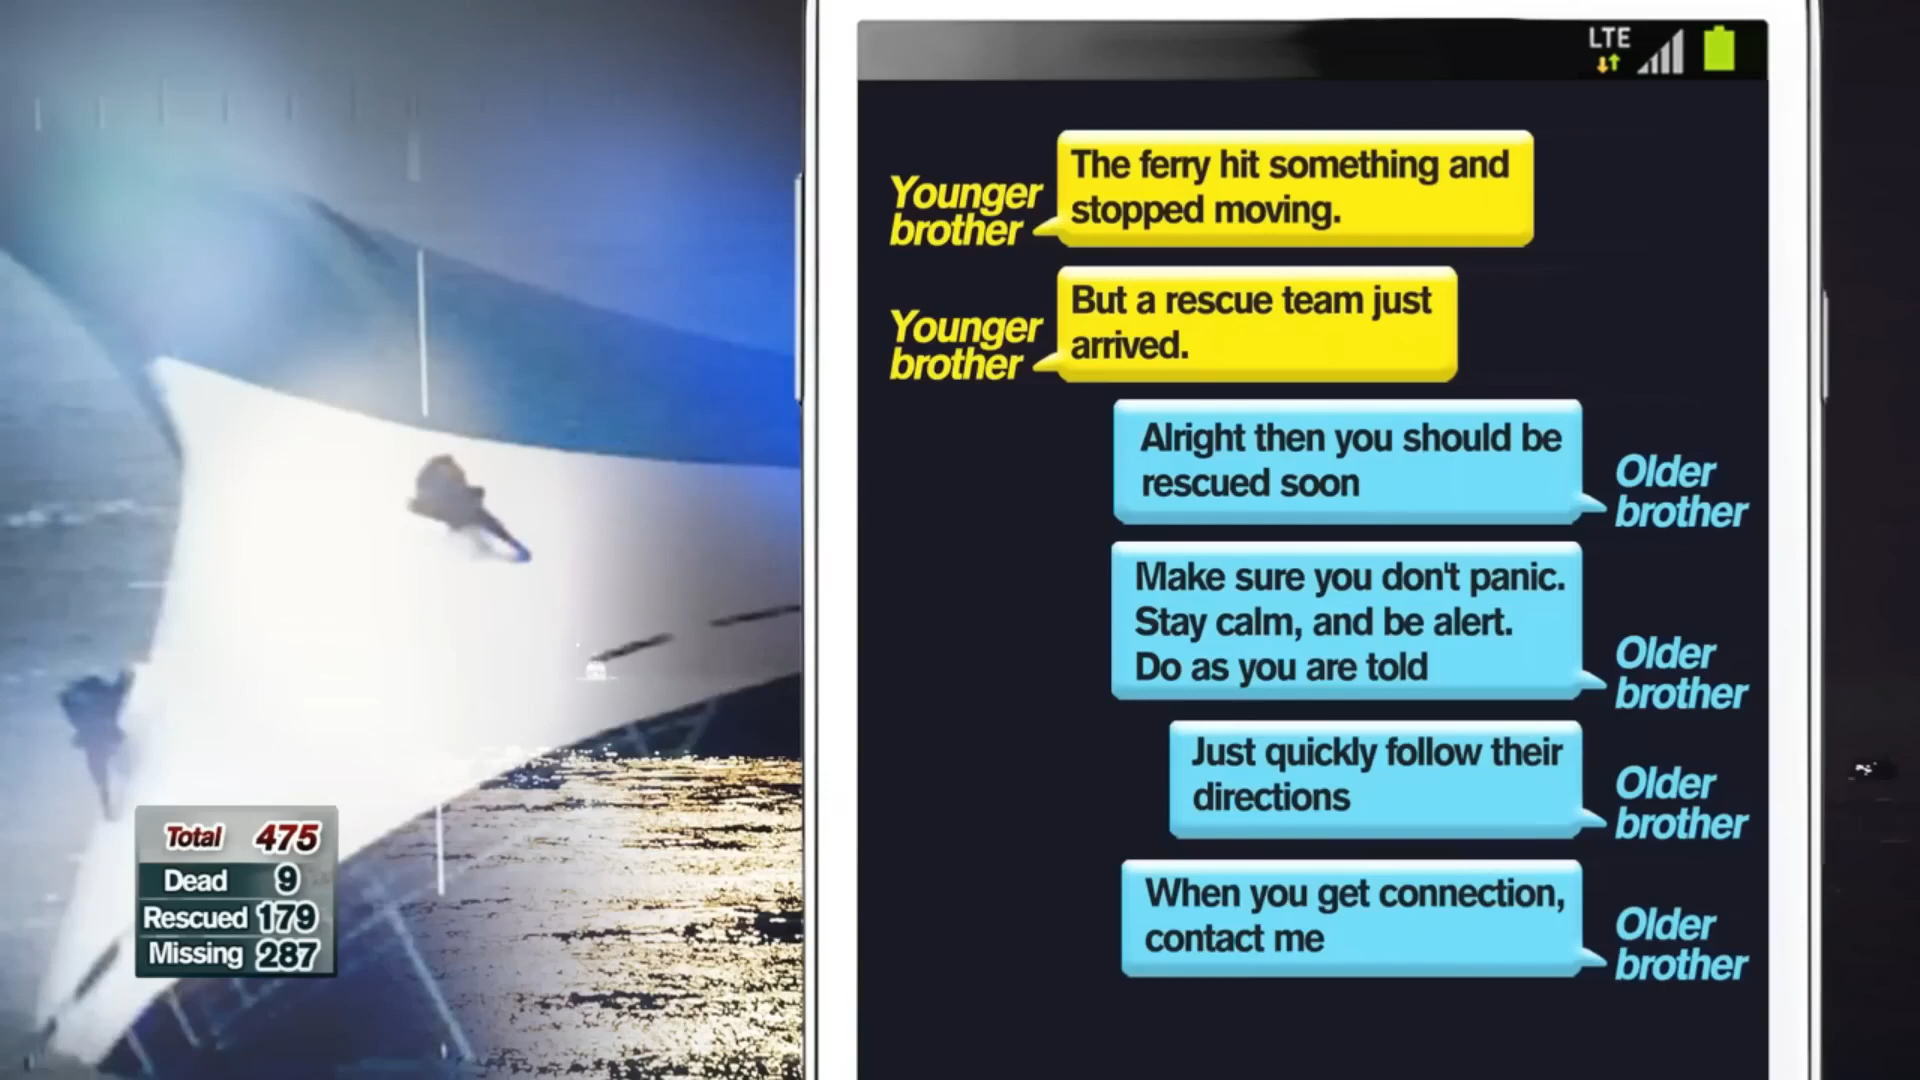 LTE
Younger
brother
The ferry hit something and
stopped moving.
Younger
brother
But a rescue team just
arrived.
Alright then you should be
rescued soon
Older
brother
Make sure you don't panic.
Stay calm, and be alert.
Do as you are told
Older
brother
Just quickly follow their
directions
Older
brother
When you get connection,
contact me
Older
brother
Total 475
Dead 9
Rescued 179
Missing 287